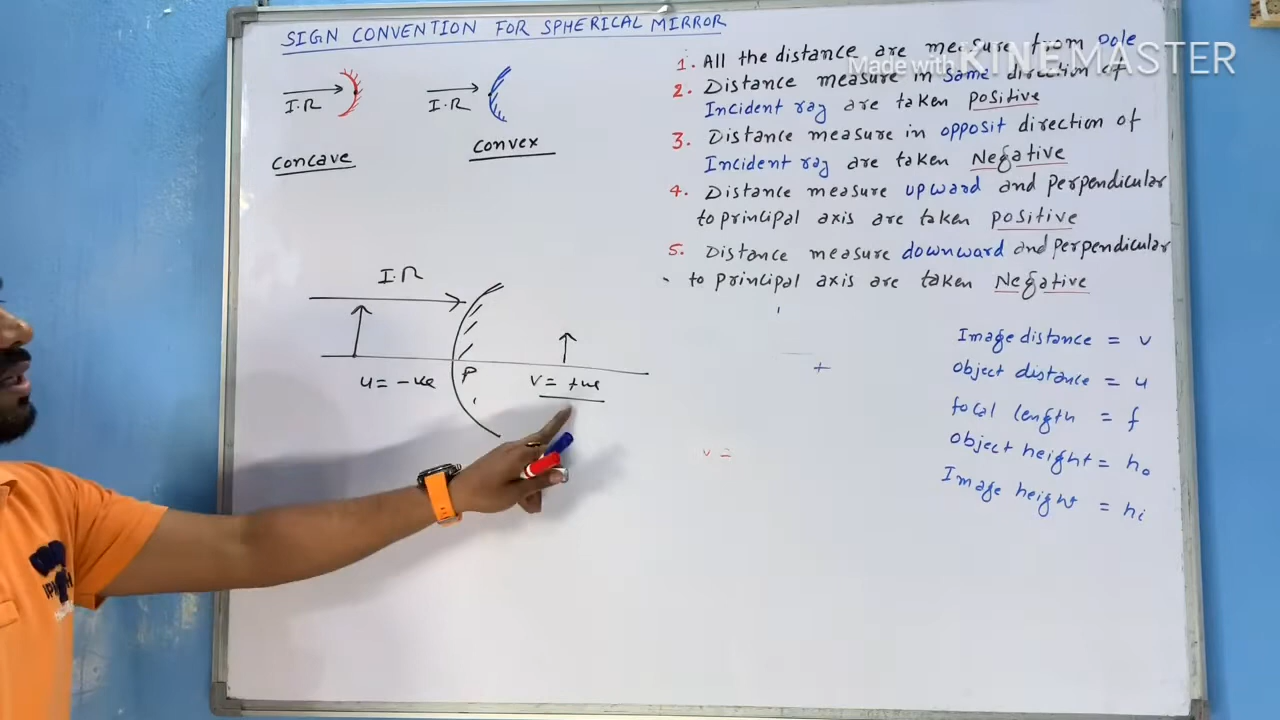 SIGN CONVENTION FOR SPHERICAL MIRROR
I.R
I.R
Concave
Convex
1. All the distance are measure from Pole
2. Distance measure in same direction of
Incident ray are taken positive
3. Distance measure in opposit direction of
Incident ray are taken Negative
4. Distance measure upward and perpendicular
to principal axis are taken positive
5. Distance measure downward and perpendicular
to principal axis are taken Negative
Made with KINEMASTER
I.R
u = -ve
P
v = +ve
+
v =
Image distance = v
Object distance = u
focal length = f
Object height = ho
Image height = hi